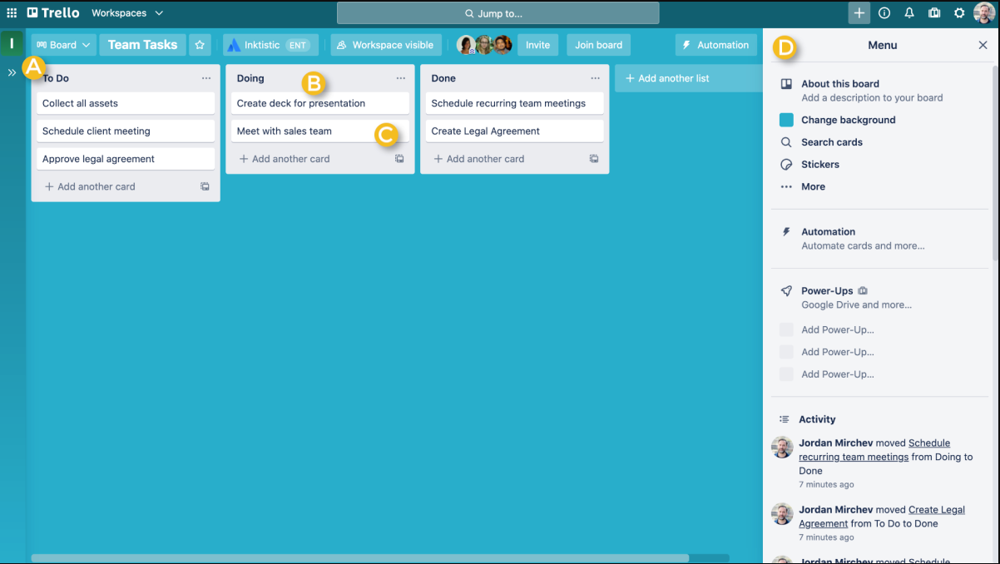 Trello
Workspaces
Jump to...
I
Board
Team Tasks
Inktistic ENT
Workspace visible
Invite
Join board
Automation
A
To Do
Collect all assets
Schedule client meeting
Approve legal agreement
+ Add another card
Doing
B
Create deck for presentation
Meet with sales team
C
+ Add another card
Done
Schedule recurring team meetings
Create Legal Agreement
+ Add another card
+ Add another list
D
Menu
About this board
Add a description to your board
Change background
Search cards
Stickers
More
Automation
Automate cards and more...
Power-Ups
Google Drive and more...
Add Power-Up...
Add Power-Up...
Add Power-Up...
Activity
Jordan Mirchev moved Schedule
recurring team meetings from Doing to
Done
7 minutes ago
Jordan Mirchev moved Create Legal
Agreement from To Do to Done
7 minutes ago
Jordan Mirchev moved Schedule